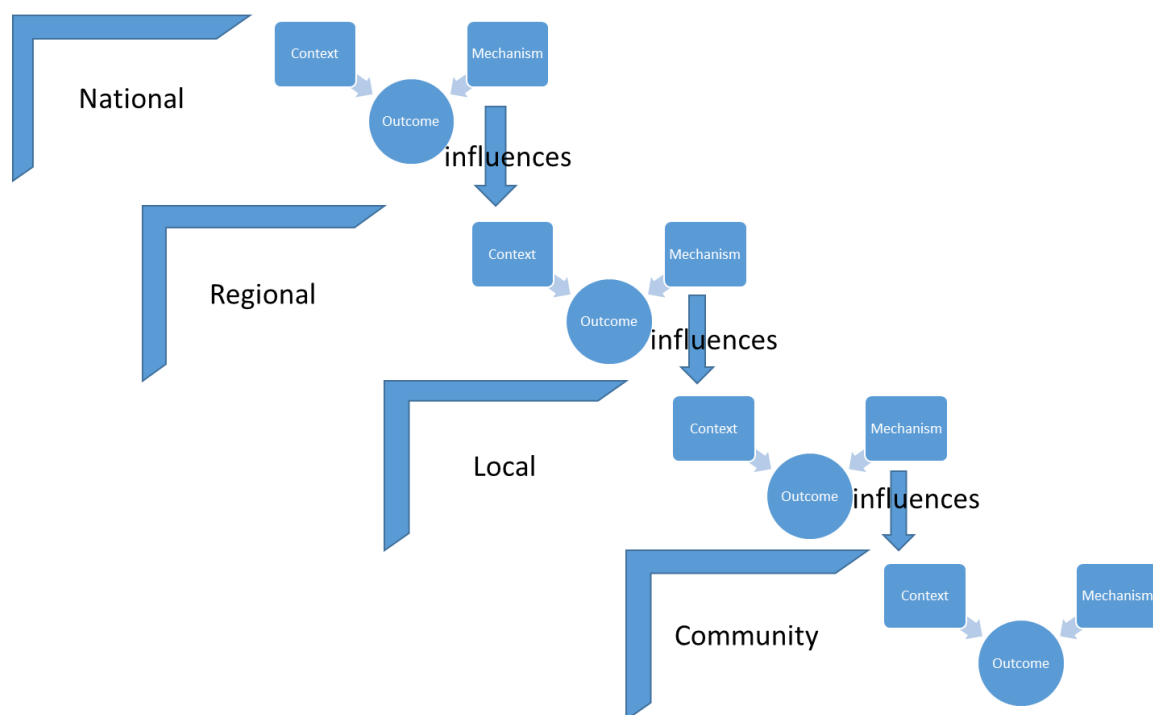 Context
Mechanism
National
Outcome
influences
Context
Mechanism
Regional
Outcome
influences
Context
Mechanism
Local
Outcome
influences
Context
Mechanism
Community
Outcome